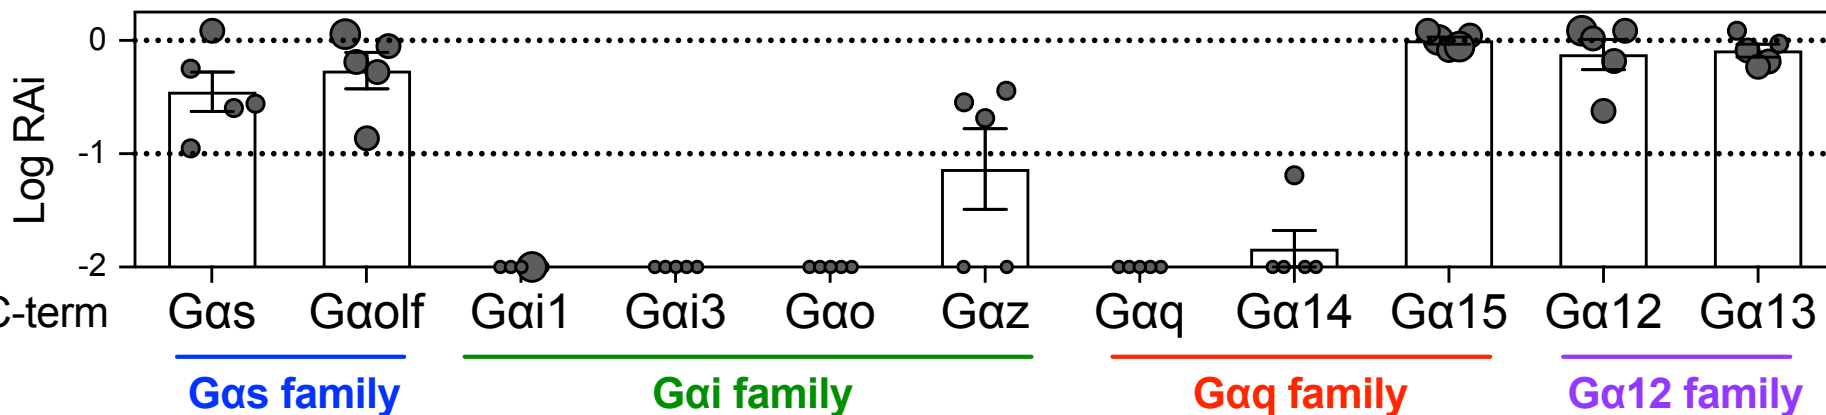 Log RAi
0
-1
-2
C-term Gαs Gαolf Gαi1 Gαi3 Gαo Gαz Gαq Gα14 Gα15 Gα12 Gα13
Gαs family Gαi family Gαq family Gα12 family